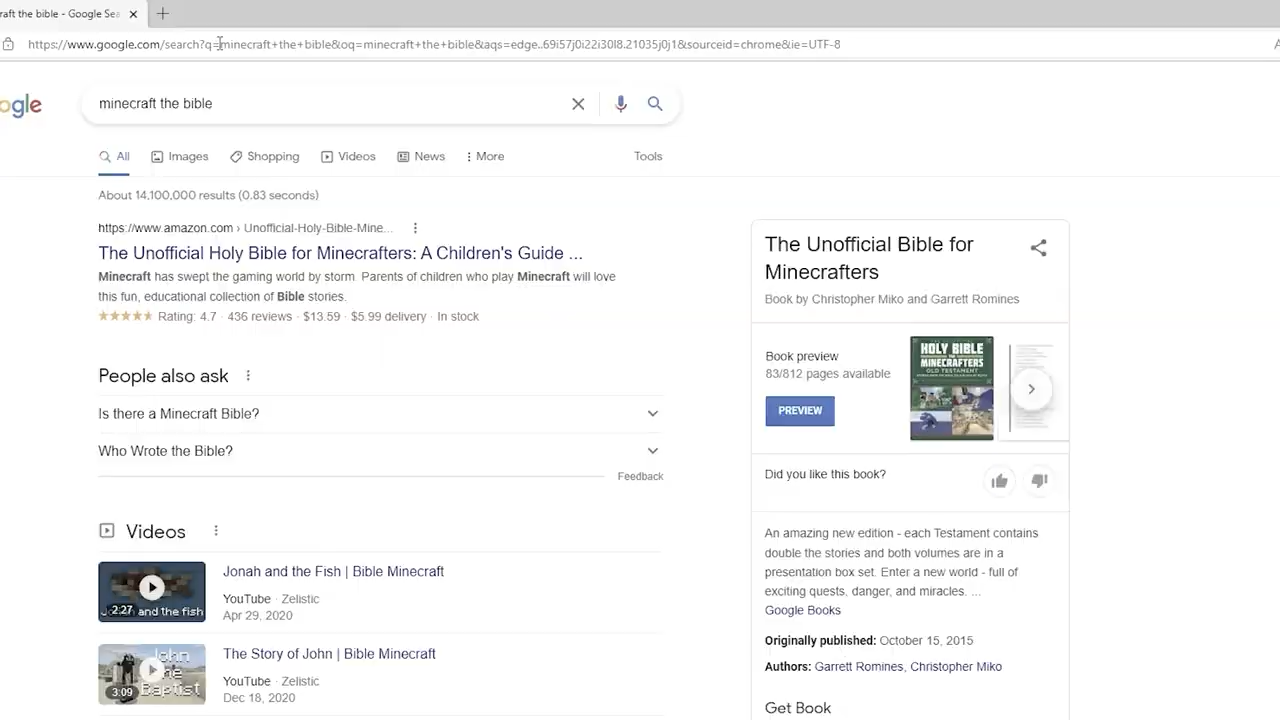 raft the bible - Google Sea
https://www.google.com/search?q=minecraft+the+bible&oq=minecraft+the+bible&aqs=edge..69i57j0i22i30l8.21035j0j1&sourceid=chrome&ie=UTF-8
ogle
minecraft the bible
All Images Shopping Videos News More Tools
About 14,100,000 results (0.83 seconds)
https://www.amazon.com › Unofficial-Holy-Bible-Mine...
The Unofficial Holy Bible for Minecrafters: A Children's Guide ...
Minecraft has swept the gaming world by storm. Parents of children who play Minecraft will love
this fun, educational collection of Bible stories.
Rating: 4.7 · 436 reviews · $13.59 · $5.99 delivery · In stock
People also ask
Is there a Minecraft Bible?
Who Wrote the Bible?
Feedback
Videos
Jonah and the fish
2:27
Jonah and the Fish | Bible Minecraft
YouTube · Zelistic
Apr 29, 2020
John
the
Baptist
3:09
The Story of John | Bible Minecraft
YouTube · Zelistic
Dec 18, 2020
The Unofficial Bible for
Minecrafters
Book by Christopher Miko and Garrett Romines
Book preview
83/812 pages available
PREVIEW
HOLY BIBLE
MINECRAFTERS
OLD TESTAMENT
Did you like this book?
An amazing new edition - each Testament contains
double the stories and both volumes are in a
presentation box set. Enter a new world - full of
exciting quests, danger, and miracles. ...
Google Books
Originally published: October 15, 2015
Authors: Garrett Romines, Christopher Miko
Get Book